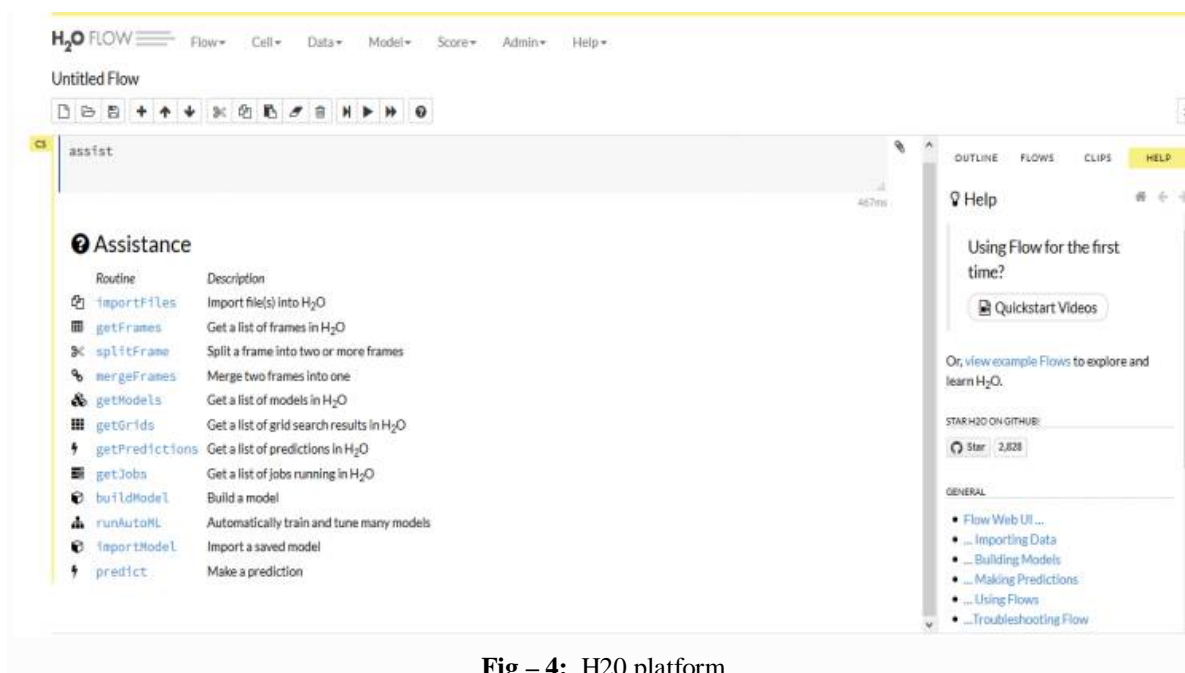 H2O FLOW Flow Cell Data Model Score Admin Help
Untitled Flow
CS
assist
467ms
Assistance
Routine Description
importFiles Import file(s) into H2O
getFrames Get a list of frames in H2O
splitFrame Split a frame into two or more frames
mergeFrames Merge two frames into one
getModels Get a list of models in H2O
getGrids Get a list of grid search results in H2O
getPredictions Get a list of predictions in H2O
getJobs Get a list of jobs running in H2O
buildModel Build a model
runAutoML Automatically train and tune many models
importModel Import a saved model
predict Make a prediction
OUTLINE FLOWS CLIPS HELP
Help
Using Flow for the first
time?
Quickstart Videos
Or, view example Flows to explore and
learn H2O.
STAR H2O ON GITHUB!
Star 2,828
GENERAL
• Flow Web UI ...
• ... Importing Data
• ... Building Models
• ... Making Predictions
• ... Using Flows
• ...Troubleshooting Flow
Fig – 4: H20 platform